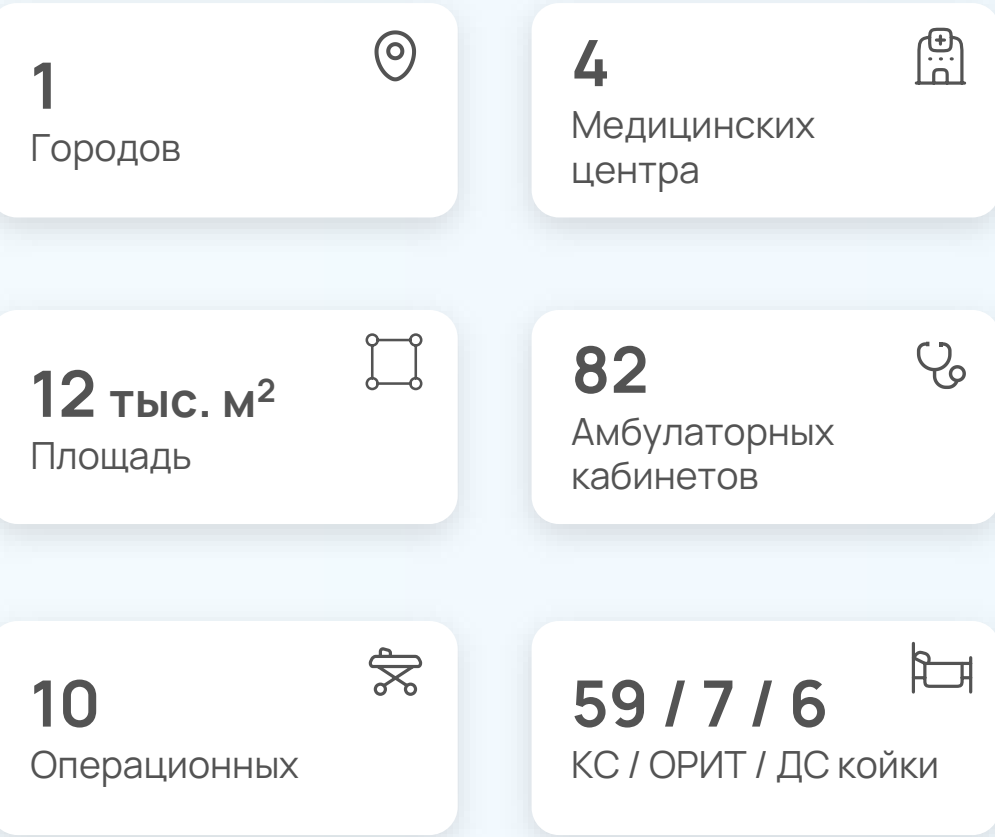 1
Городов
4
Медицинских
центра
12 тыс. м²
Площадь
82
Амбулаторных
кабинетов
10
Операционных
59 / 7 / 6
КС / ОРИТ / ДС койки